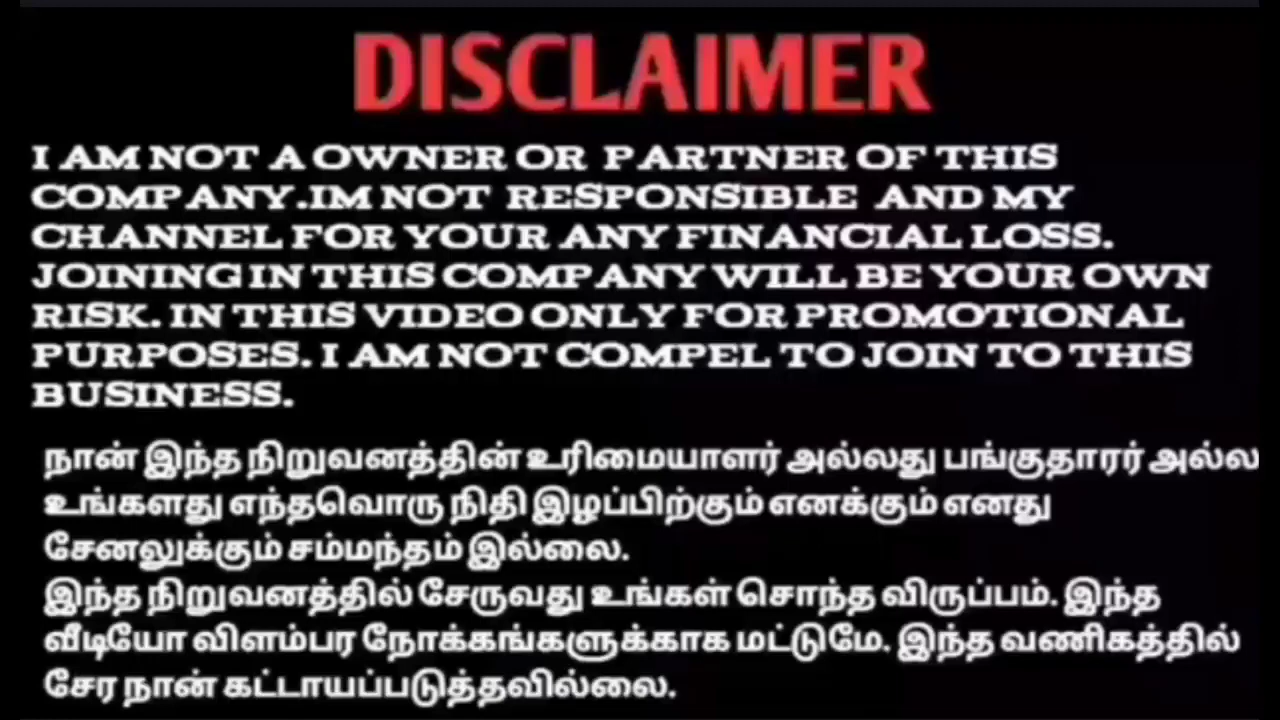 DISCLAIMER
I AM NOT A OWNER OR PARTNER OF THIS
COMPANY.IM NOT RESPONSIBLE AND MY
CHANNEL FOR YOUR ANY FINANCIAL LOSS.
JOINING IN THIS COMPANY WILL BE YOUR OWN
RISK. IN THIS VIDEO ONLY FOR PROMOTIONAL
PURPOSES. I AM NOT COMPEL TO JOIN TO THIS
BUSINESS.
நான் இந்த நிறுவனத்தின் உரிமையாளர் அல்லது பங்குதாரர் அல்ல
உங்களது எந்தவொரு நிதி இழப்பிற்கும் எனக்கும் எனது
சேனலுக்கும் சம்மந்தம் இல்லை.
இந்த நிறுவனத்தில் சேருவது உங்கள் சொந்த விருப்பம். இந்த
வீடியோ விளம்பர நோக்கங்களுக்காக மட்டுமே. இந்த வணிகத்தில்
சேர நான் கட்டாயப்படுத்தவில்லை.